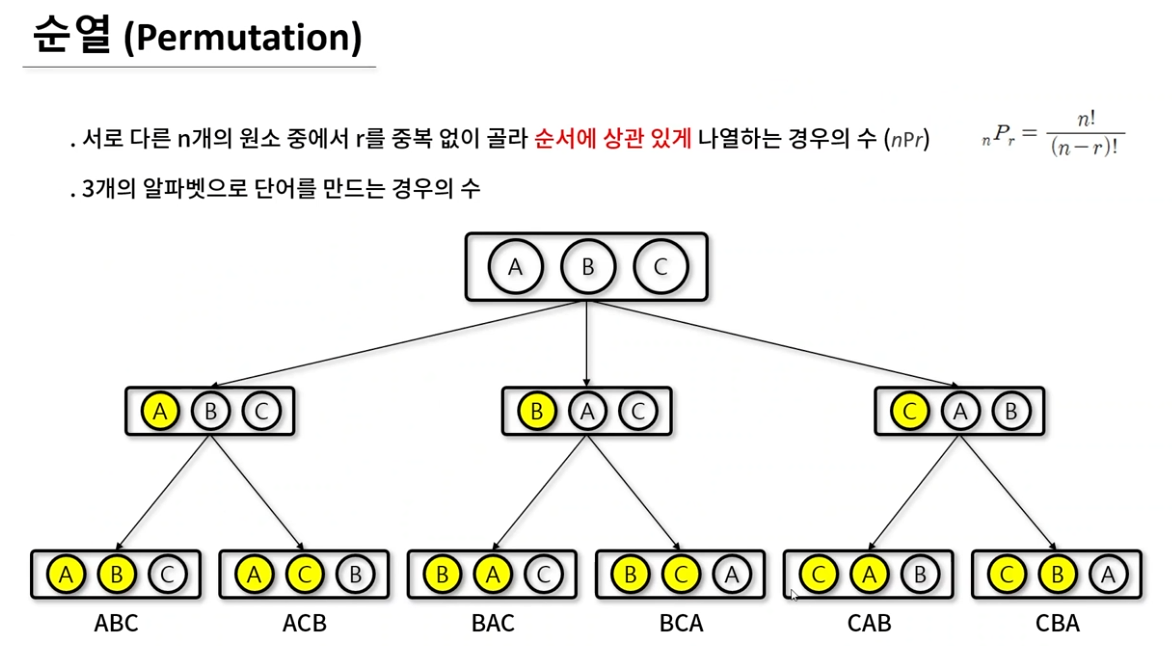 순열 (Permutation)
. 서로 다른 n개의 원소 중에서 r를 중복 없이 골라 순서에 상관 있게 나열하는 경우의 수 (nPr)
nPr = n! / (n-r)!
. 3개의 알파벳으로 단어를 만드는 경우의 수
A B C
A B C
B A C
C A B
A B C
A C B
B A C
B C A
C A B
C B A
ABC
ACB
BAC
BCA
CAB
CBA